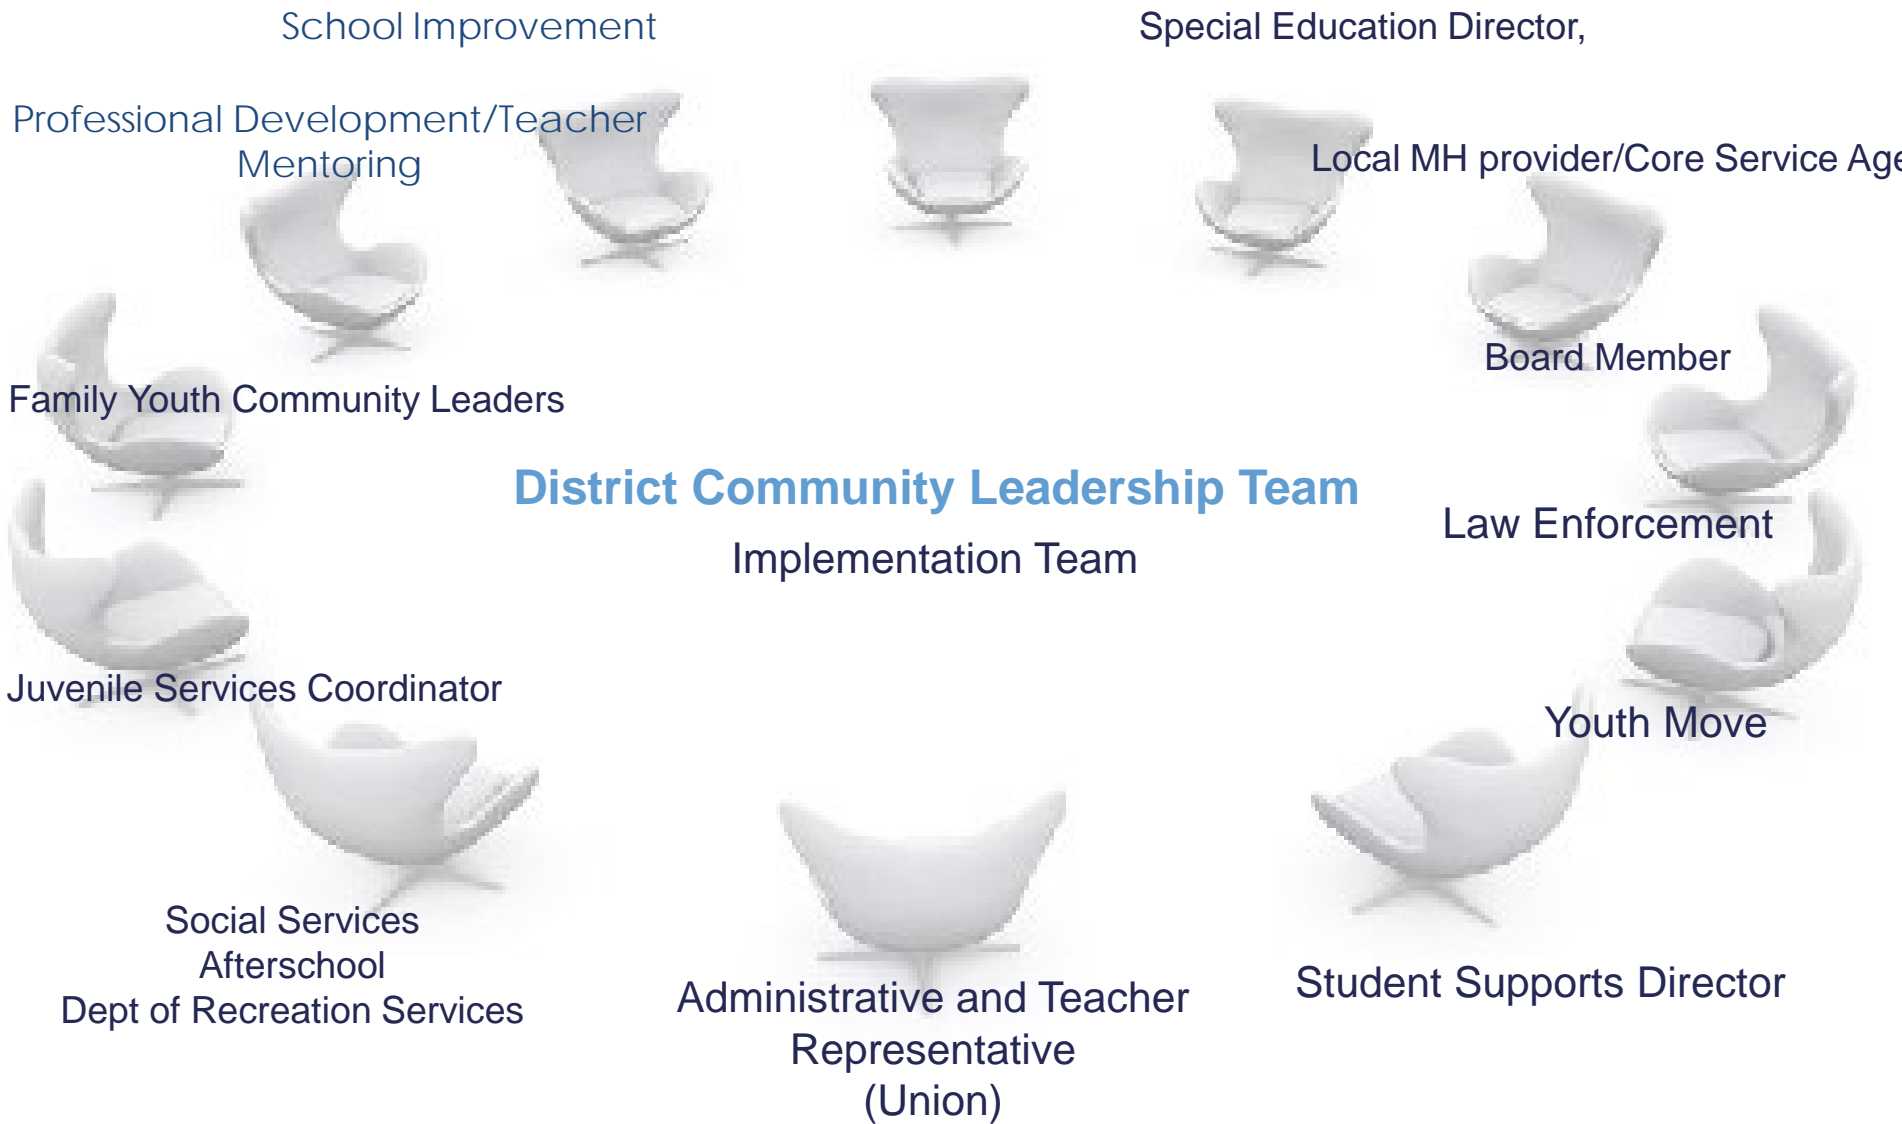 School Improvement
Special Education Director,
Professional Development/Teacher
Mentoring
Local MH provider/Core Service
Board Member
Family Youth Community Leaders
District Community Leadership Team
Law Enforcement
Implementation Team
Juvenile Services Coordinator
Youth Move
Social Services
Afterschool
Dept of Recreation Services
Administrative and Teacher
Representative
(Union)
Student Supports Director